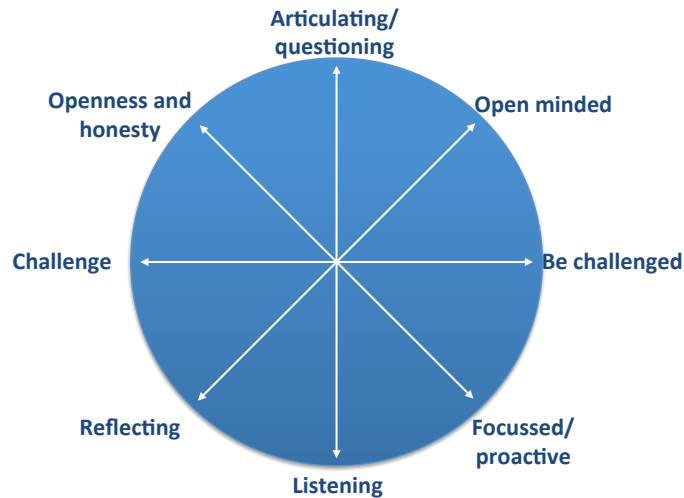 Articulating/
questioning
Openness and
honesty
Open minded
Challenge
Be challenged
Reflecting
Focussed/
proactive
Listening